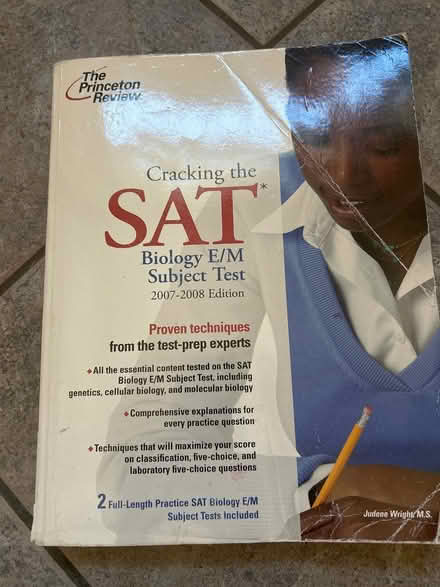 The
Princeton
Review
Cracking the
SAT*
Biology E/M
Subject Test
2007-2008 Edition
Proven techniques
from the test-prep experts
◆All the essential content tested on the SAT
Biology E/M Subject Test, including
genetics, cellular biology, and molecular biology
◆Comprehensive explanations for
every practice question
◆Techniques that will maximize your score
on classification, five-choice, and
laboratory five-choice questions
2 Full-Length Practice SAT Biology E/M
Subject Tests Included
Judene Wright, M.S.